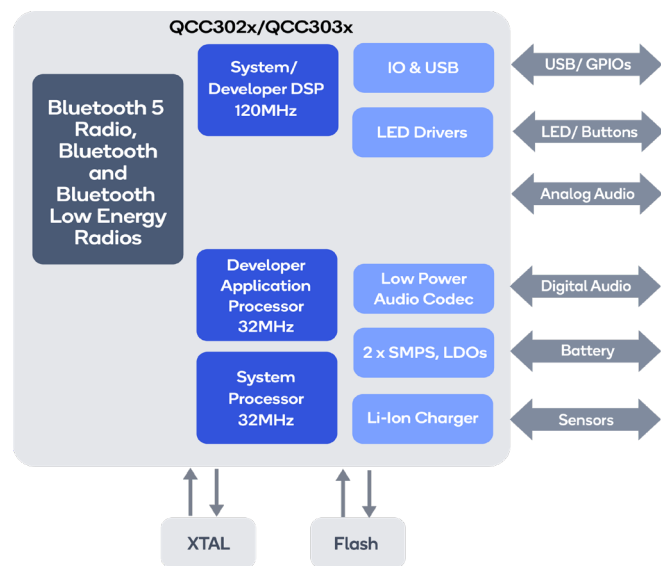 QCC302x/QCC303x
Bluetooth 5
Radio,
Bluetooth
and
Bluetooth
Low Energy
Radios
System/
Developer DSP
120MHz
IO & USB
LED Drivers
Developer
Application
Processor
32MHz
Low Power
Audio Codec
System
Processor
32MHz
2 x SMPS, LDOs
Li-Ion Charger
USB/ GPIOs
LED/ Buttons
Analog Audio
Digital Audio
Battery
Sensors
XTAL
Flash